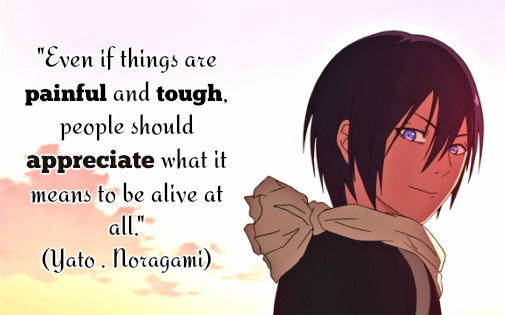 "Even if things are
painful and tough,
people should
appreciate what it
means to be alive at
all."
(Yato . Noragami)